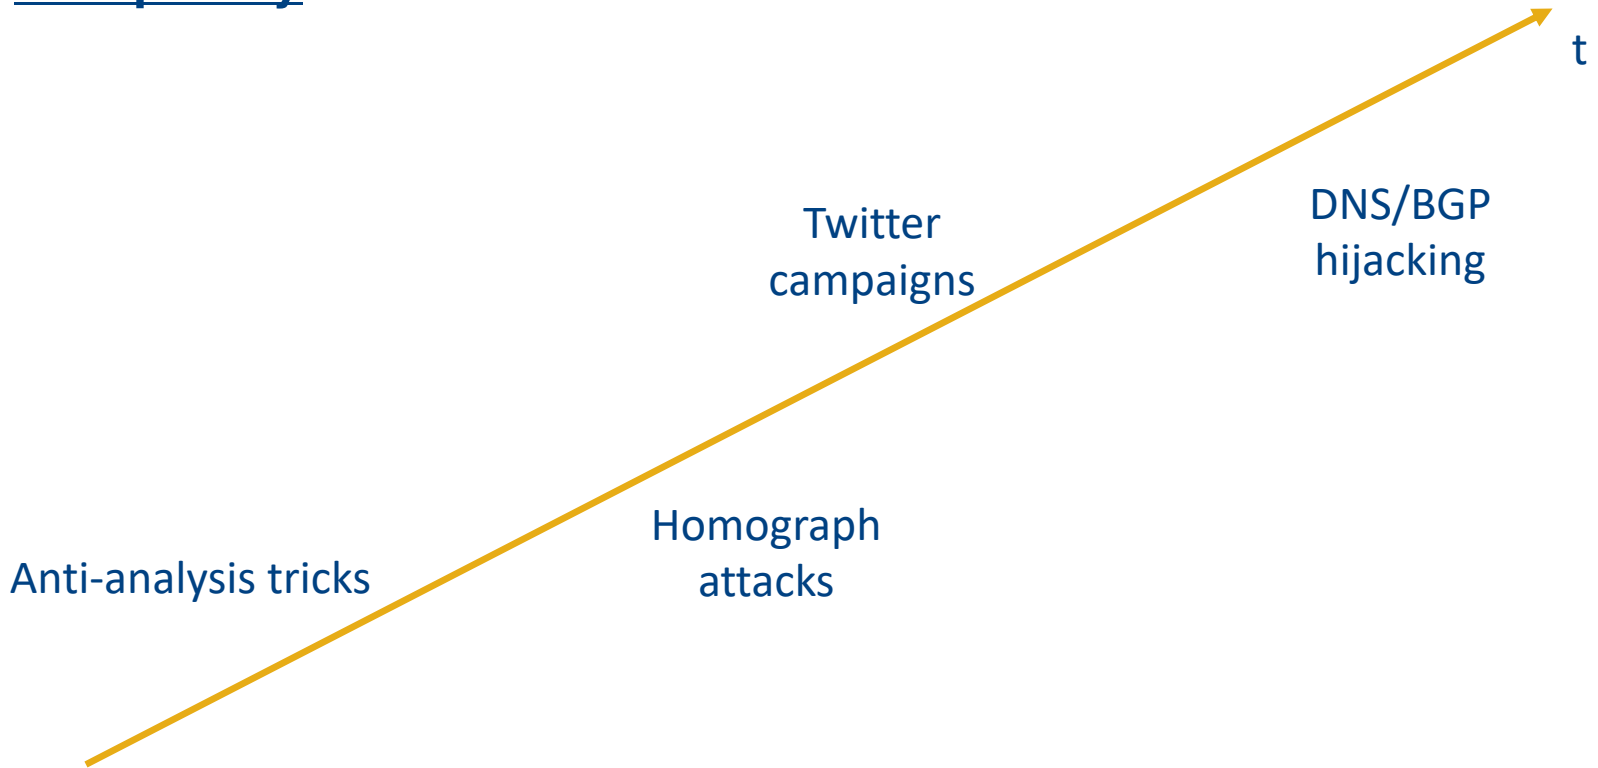 t
Twitter
campaigns
DNS/BGP
hijacking
Homograph
attacks
Anti-analysis tricks